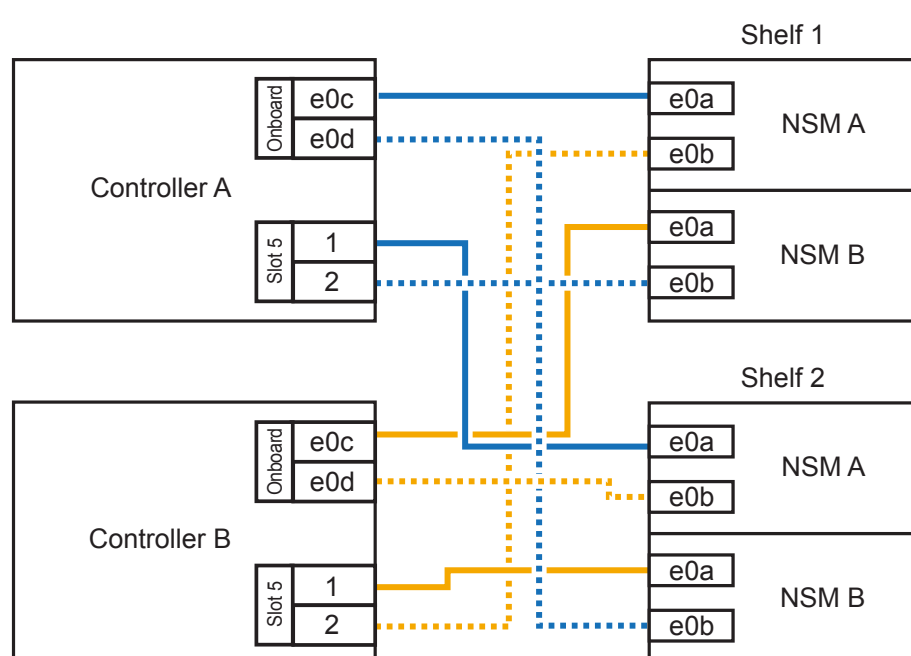 Shelf 1
Controller A
Onboard
e0c
e0d
Slot 5
1
2
e0a
e0b
NSM A
e0a
e0b
NSM B
Shelf 2
Controller B
Onboard
e0c
e0d
Slot 5
1
2
e0a
e0b
NSM A
e0a
e0b
NSM B